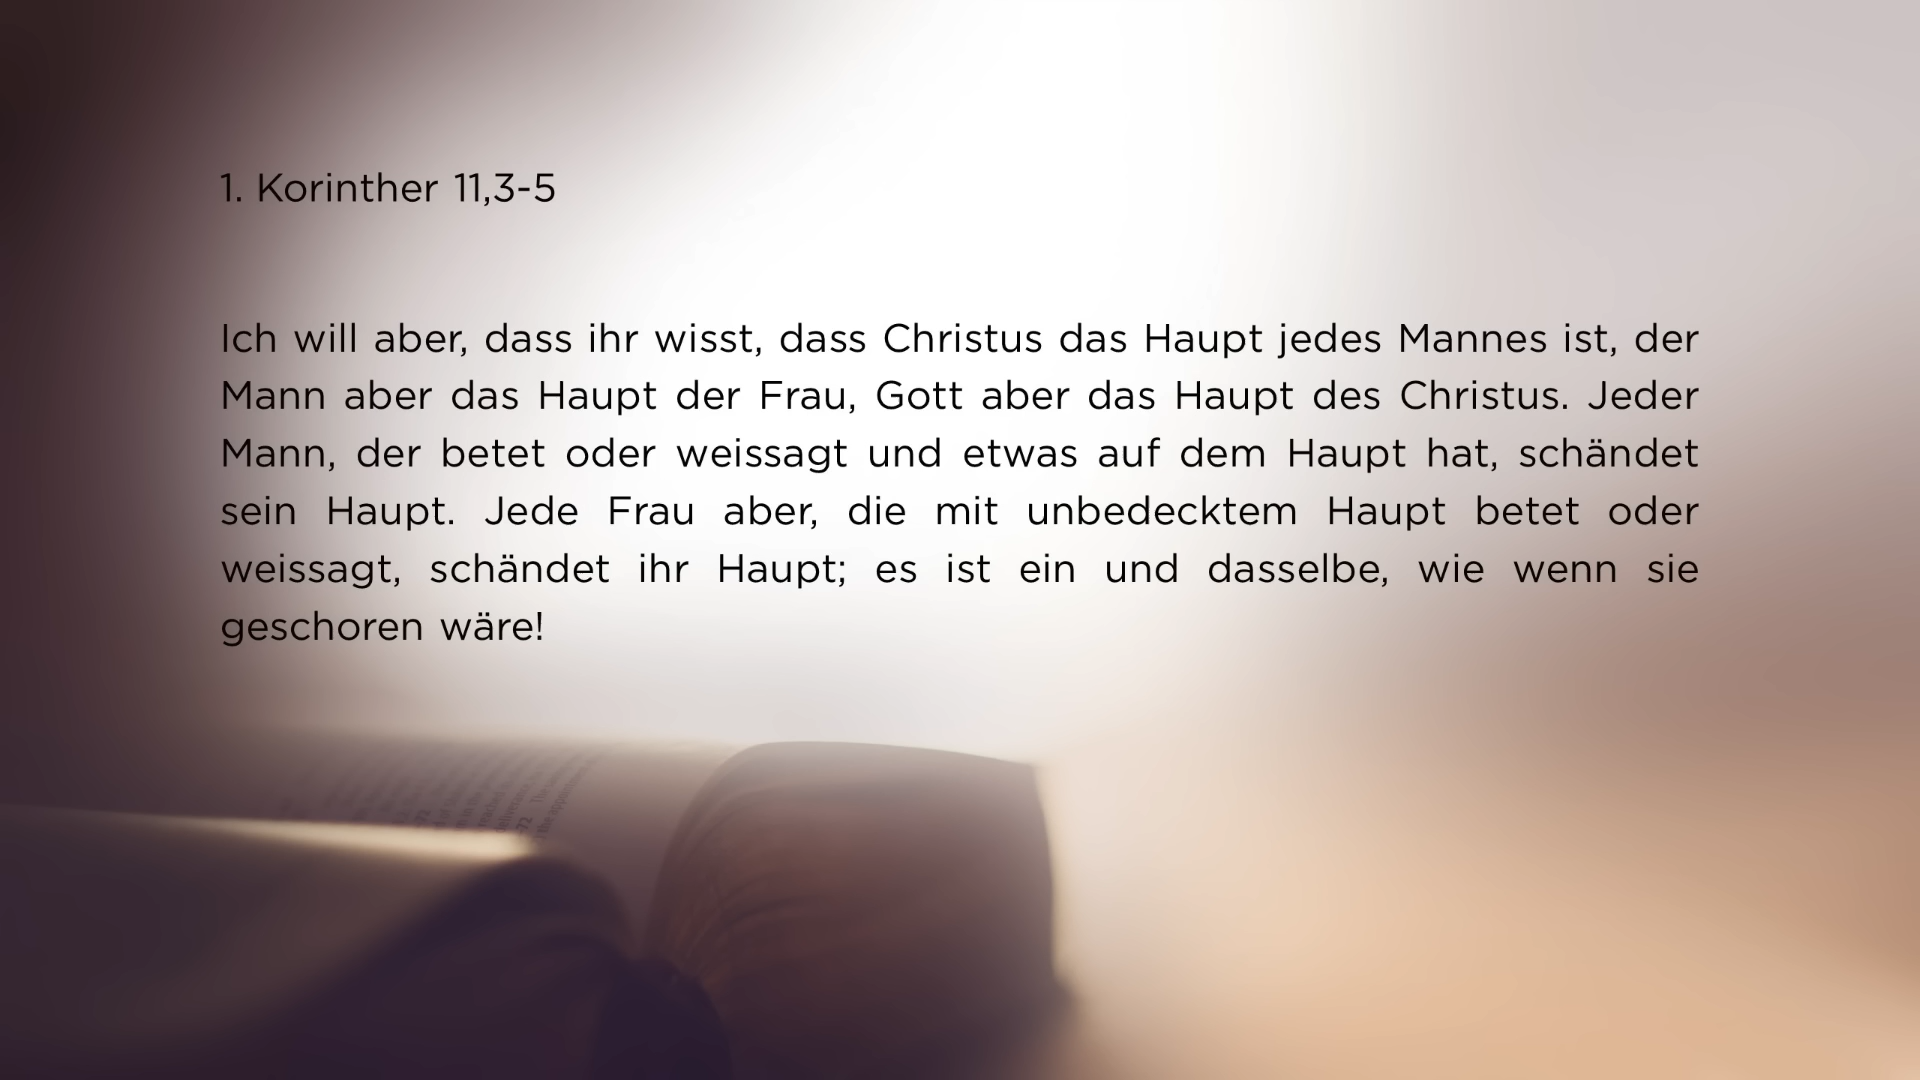 1. Korinther 11,3-5
Ich will aber, dass ihr wisst, dass Christus das Haupt jedes Mannes ist, der
Mann aber das Haupt der Frau, Gott aber das Haupt des Christus. Jeder
Mann, der betet oder weissagt und etwas auf dem Haupt hat, schändet
sein Haupt. Jede Frau aber, die mit unbedecktem Haupt betet oder
weissagt, schändet ihr Haupt; es ist ein und dasselbe, wie wenn sie
geschoren wäre!